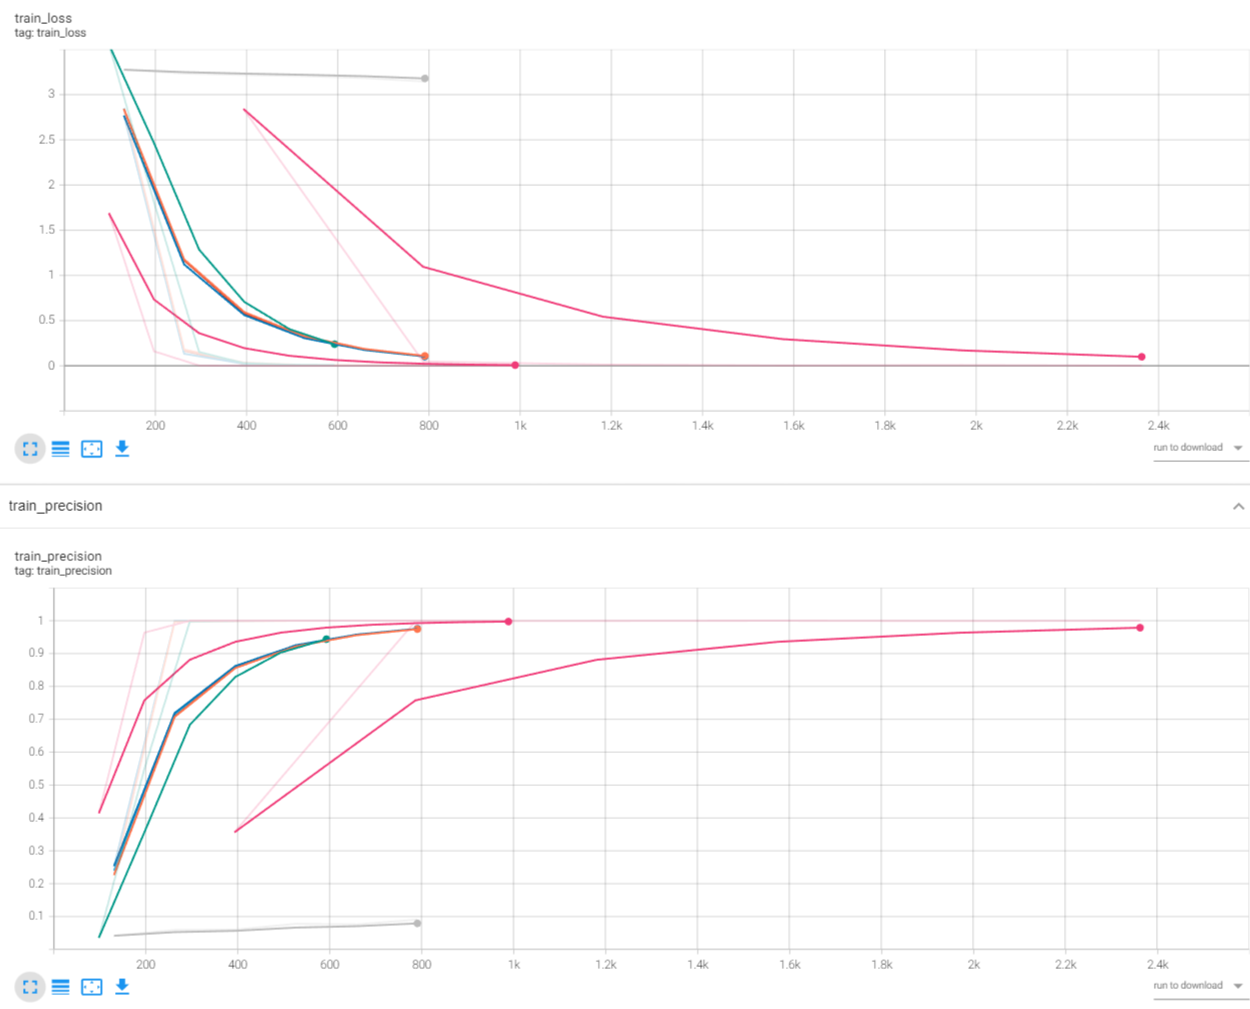 train_loss
tag: train_loss
3
2.5
2
1.5
1
0.5
0
200 400 600 800 1k 1.2k 1.4k 1.6k 1.8k 2k 2.2k 2.4k
run to download
train_precision
train_precision
tag: train_precision
1
0.9
0.8
0.7
0.6
0.5
0.4
0.3
0.2
0.1
200 400 600 800 1k 1.2k 1.4k 1.6k 1.8k 2k 2.2k 2.4k
run to download